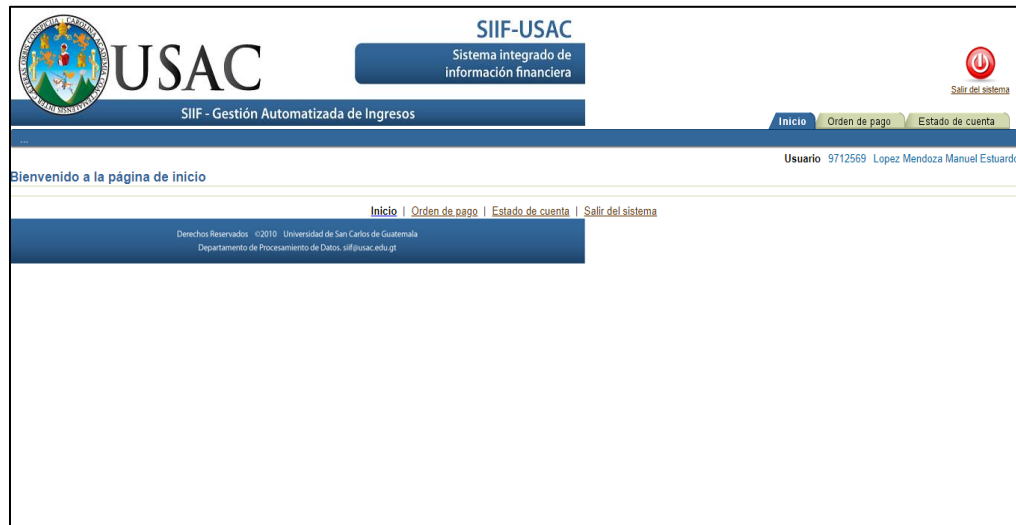 USAC
SIIF-USAC
Sistema integrado de
información financiera
SIIF - Gestión Automatizada de Ingresos
Salir del sistema
Inicio Orden de pago Estado de cuenta
...
Usuario 9712569 Lopez Mendoza Manuel Estuardo
Bienvenido a la página de inicio
Inicio | Orden de pago | Estado de cuenta | Salir del sistema
Derechos Reservados ©2010 Universidad de San Carlos de Guatemala
Departamento de Procesamiento de Datos. siif@usac.edu.gt